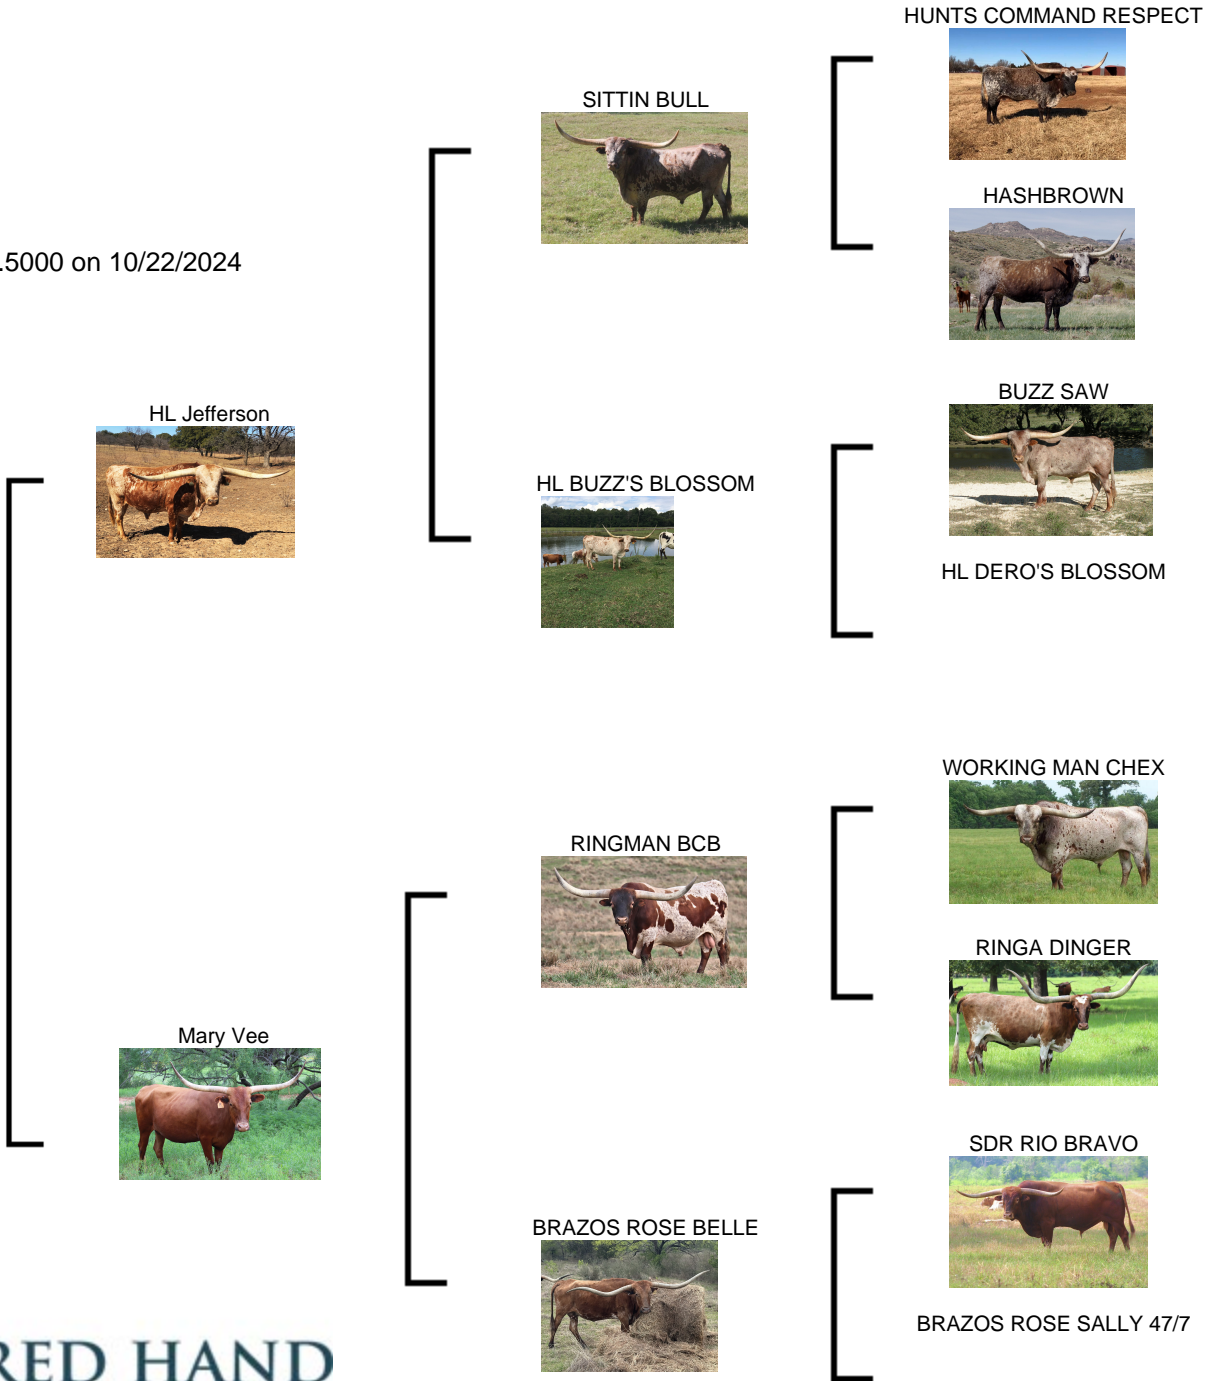 HUNTS COMMAND RESPECT
SITTIN BULL
HASHBROWN
.5000 on 10/22/2024
BUZZ SAW
HL Jefferson
HL BUZZ'S BLOSSOM
HL DERO'S BLOSSOM
WORKING MAN CHEX
RINGMAN BCB
RINGA DINGER
Mary Vee
SDR RIO BRAVO
BRAZOS ROSE BELLE
BRAZOS ROSE SALLY 47/7
RED HAND